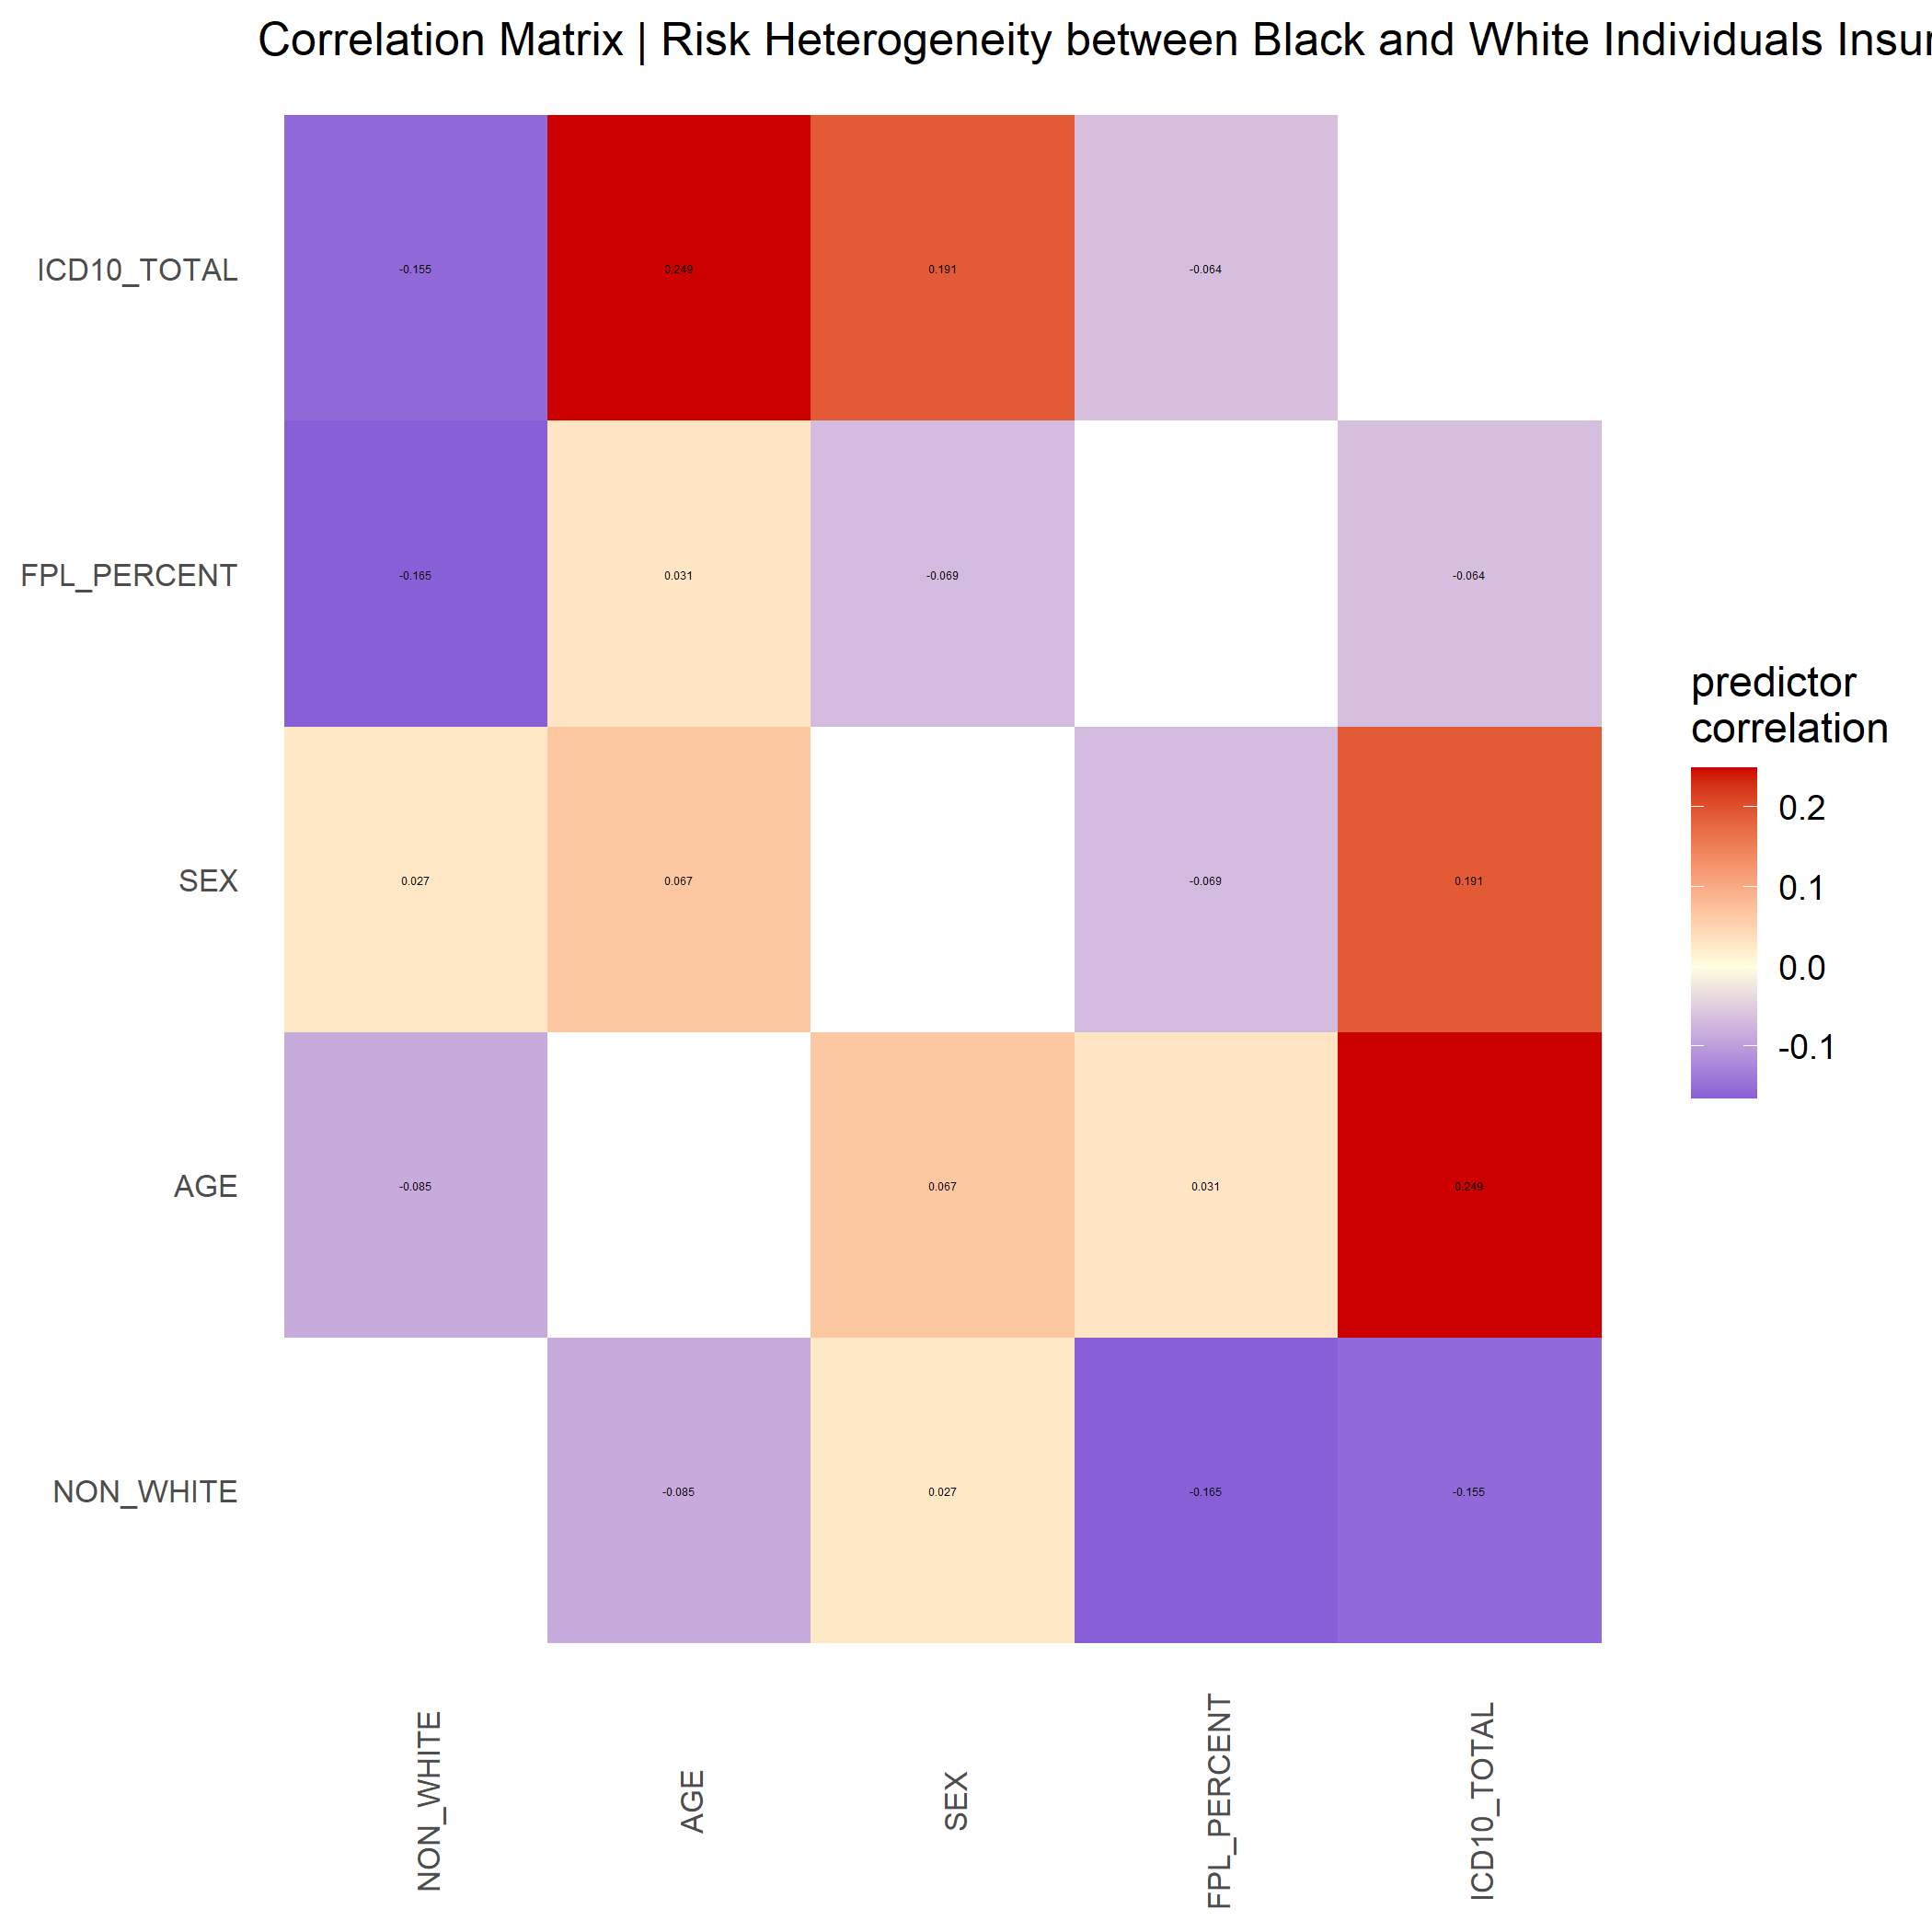 Correlation Matrix | Risk Heterogeneity between Black and White Individuals Insur
ICD10_TOTAL
-0.155 0.249 0.191 -0.064
FPL_PERCENT
-0.165 0.031 -0.069 -0.064
SEX
0.027 0.067 -0.069 0.191
AGE
-0.085 0.067 0.031 0.249
NON_WHITE
-0.085 0.027 -0.165 -0.155
NON_WHITE
AGE
SEX
FPL_PERCENT
ICD10_TOTAL
predictor
correlation
0.2
0.1
0.0
-0.1